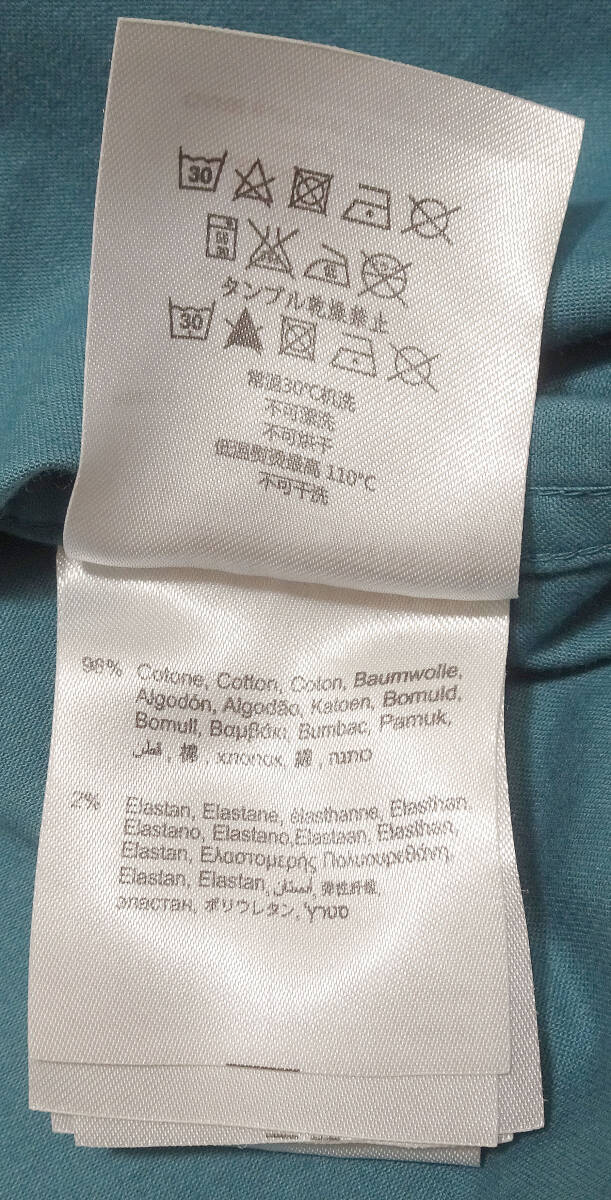 30
タンブル乾燥禁止
30
常温30℃机洗
不可漂洗
不可烘干
低温熨烫最高 110℃
不可干洗
98% Cotone, Cotton, Coton, Baumwolle,
Algodón, Algodão, Katoen, Bomuld,
Bomull, Βαμβάκι, Bumbac, Pamuk,
قطن, 棉, хлопок, 綿, כותנה
2% Elastan, Elastane, élasthanne, Elasthan,
Elastano, Elastano, Elastaan, Elasthan,
Elastan, Ελαστομερής Πολυουρεθάνη,
Elastan, Elastan, إلستان, 弹性纤维,
эластан, ポリウレタン, סטרץ'